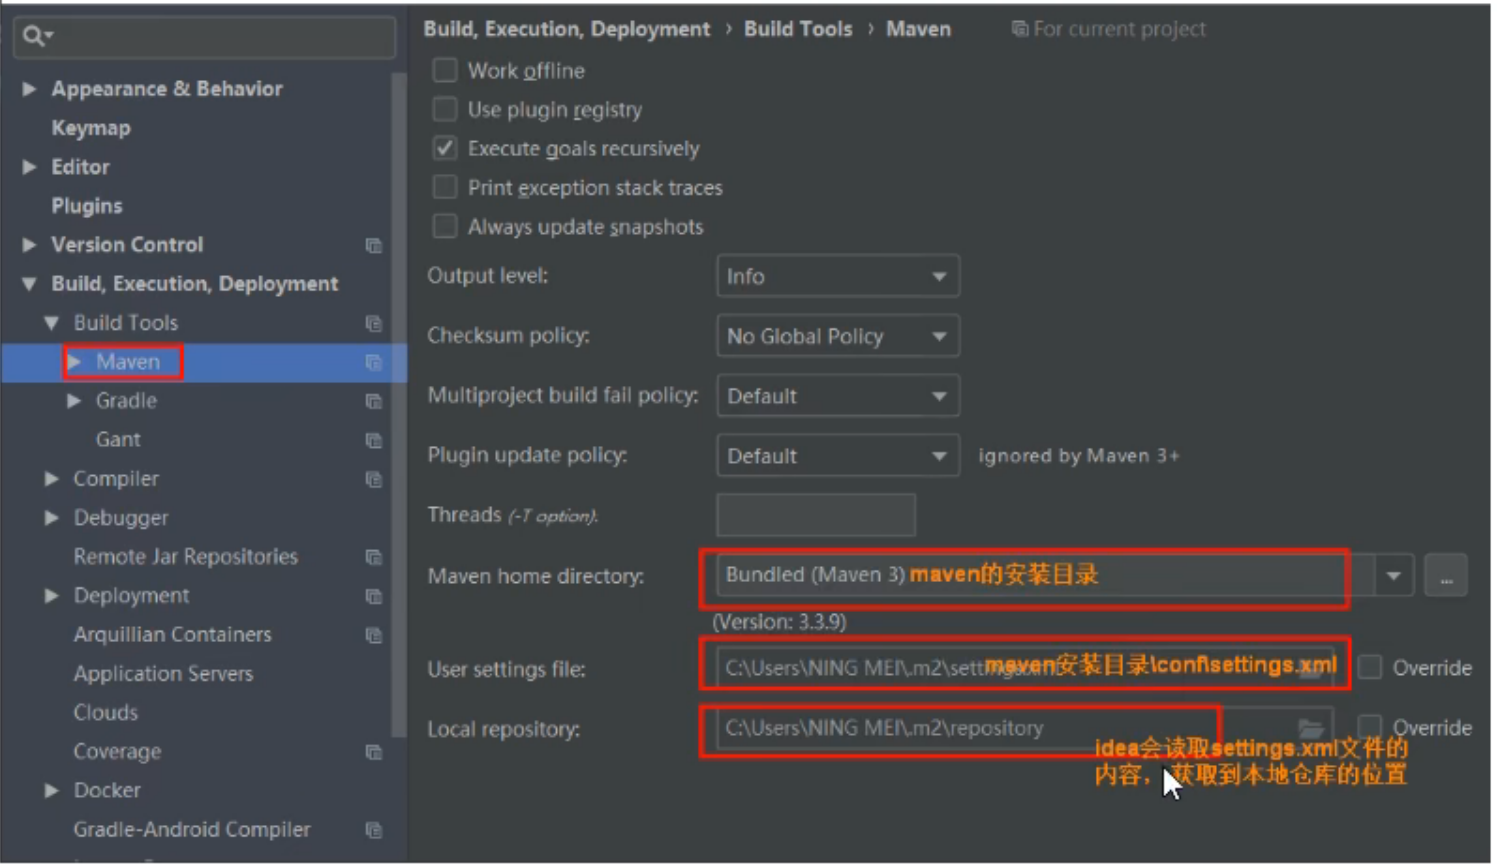 Appearance & Behavior
Keymap
Editor
Plugins
Version Control
Build, Execution, Deployment
Build Tools
Maven
Gradle
Gant
Compiler
Debugger
Remote Jar Repositories
Deployment
Arquillian Containers
Application Servers
Clouds
Coverage
Docker
Gradle-Android Compiler
Build, Execution, Deployment › Build Tools › Maven For current project
Work offline
Use plugin registry
Execute goals recursively
Print exception stack traces
Always update snapshots
Output level: Info
Checksum policy: No Global Policy
Multiproject build fail policy: Default
Plugin update policy: Default ignored by Maven 3+
Threads (-T option):
Maven home directory: Bundled (Maven 3) maven的安装目录 ...
(Version: 3.3.9)
User settings file: C:\Users\NING MEI\.m2\ maven安装目录\conf\settings.xml Override
Local repository: C:\Users\NING MEI\.m2\repository Override
idea会读取settings.xml文件的
内容，获取到本地仓库的位置